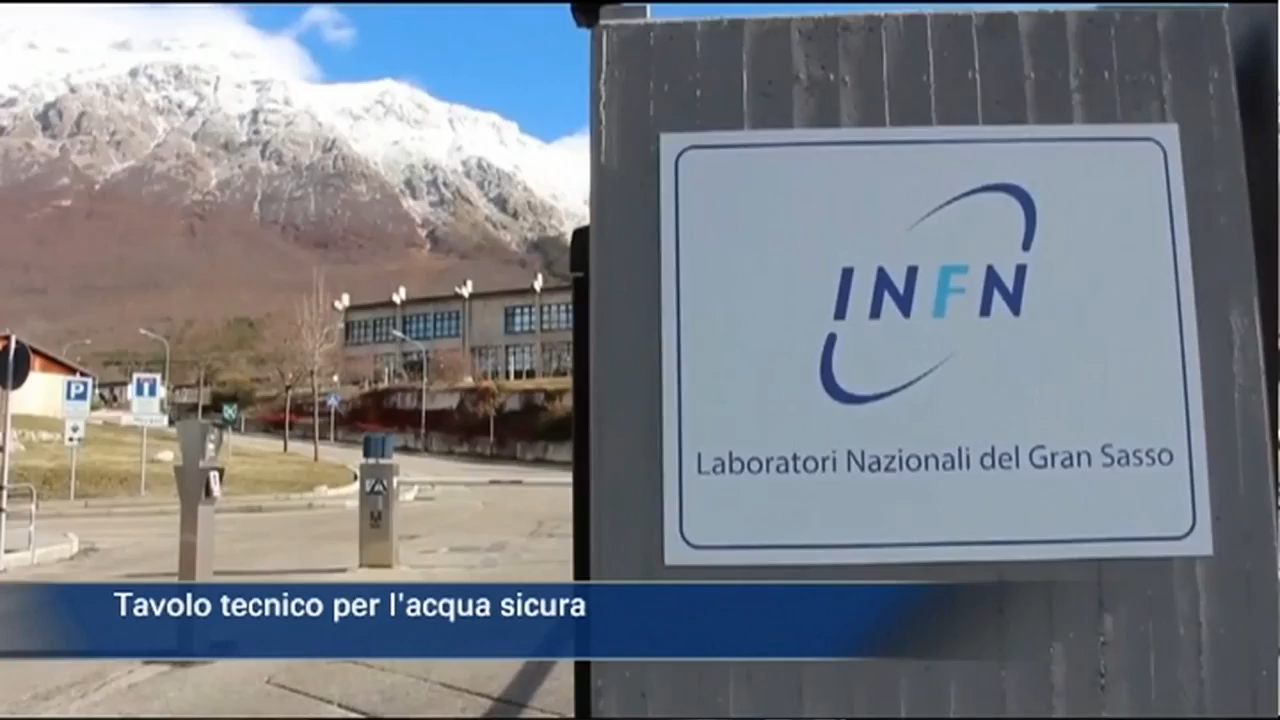 INFN
Laboratori Nazionali del Gran Sasso
P
Tavolo tecnico per l'acqua sicura